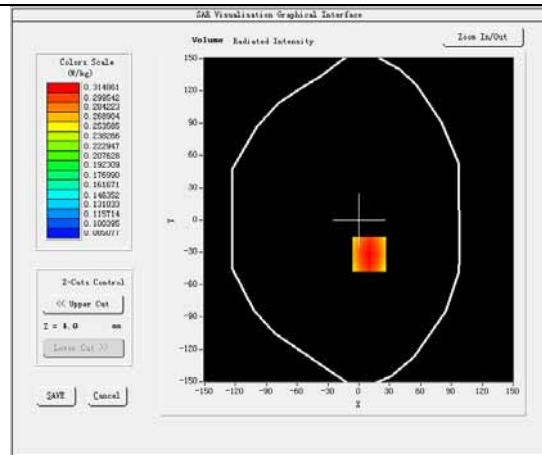 SAR Visualisation Graphical Interface
Volume Radiated Intensity
Zoom In/Out
Colors Scale
(W/kg)
0.314861
0.299542
0.284223
0.268904
0.253585
0.238266
0.222947
0.207628
0.192309
0.176990
0.161671
0.146352
0.131033
0.115714
0.100395
0.085077
Z-Cuts Control
<< Upper Cut
Z = 4.0 mm
Lower Cut >>
SAVE
Cancel
150
120
90
60
30
0
-30
-60
-90
-120
-150
Y
-150 -120 -90 -60 -30 0 30 60 90 120 150
X